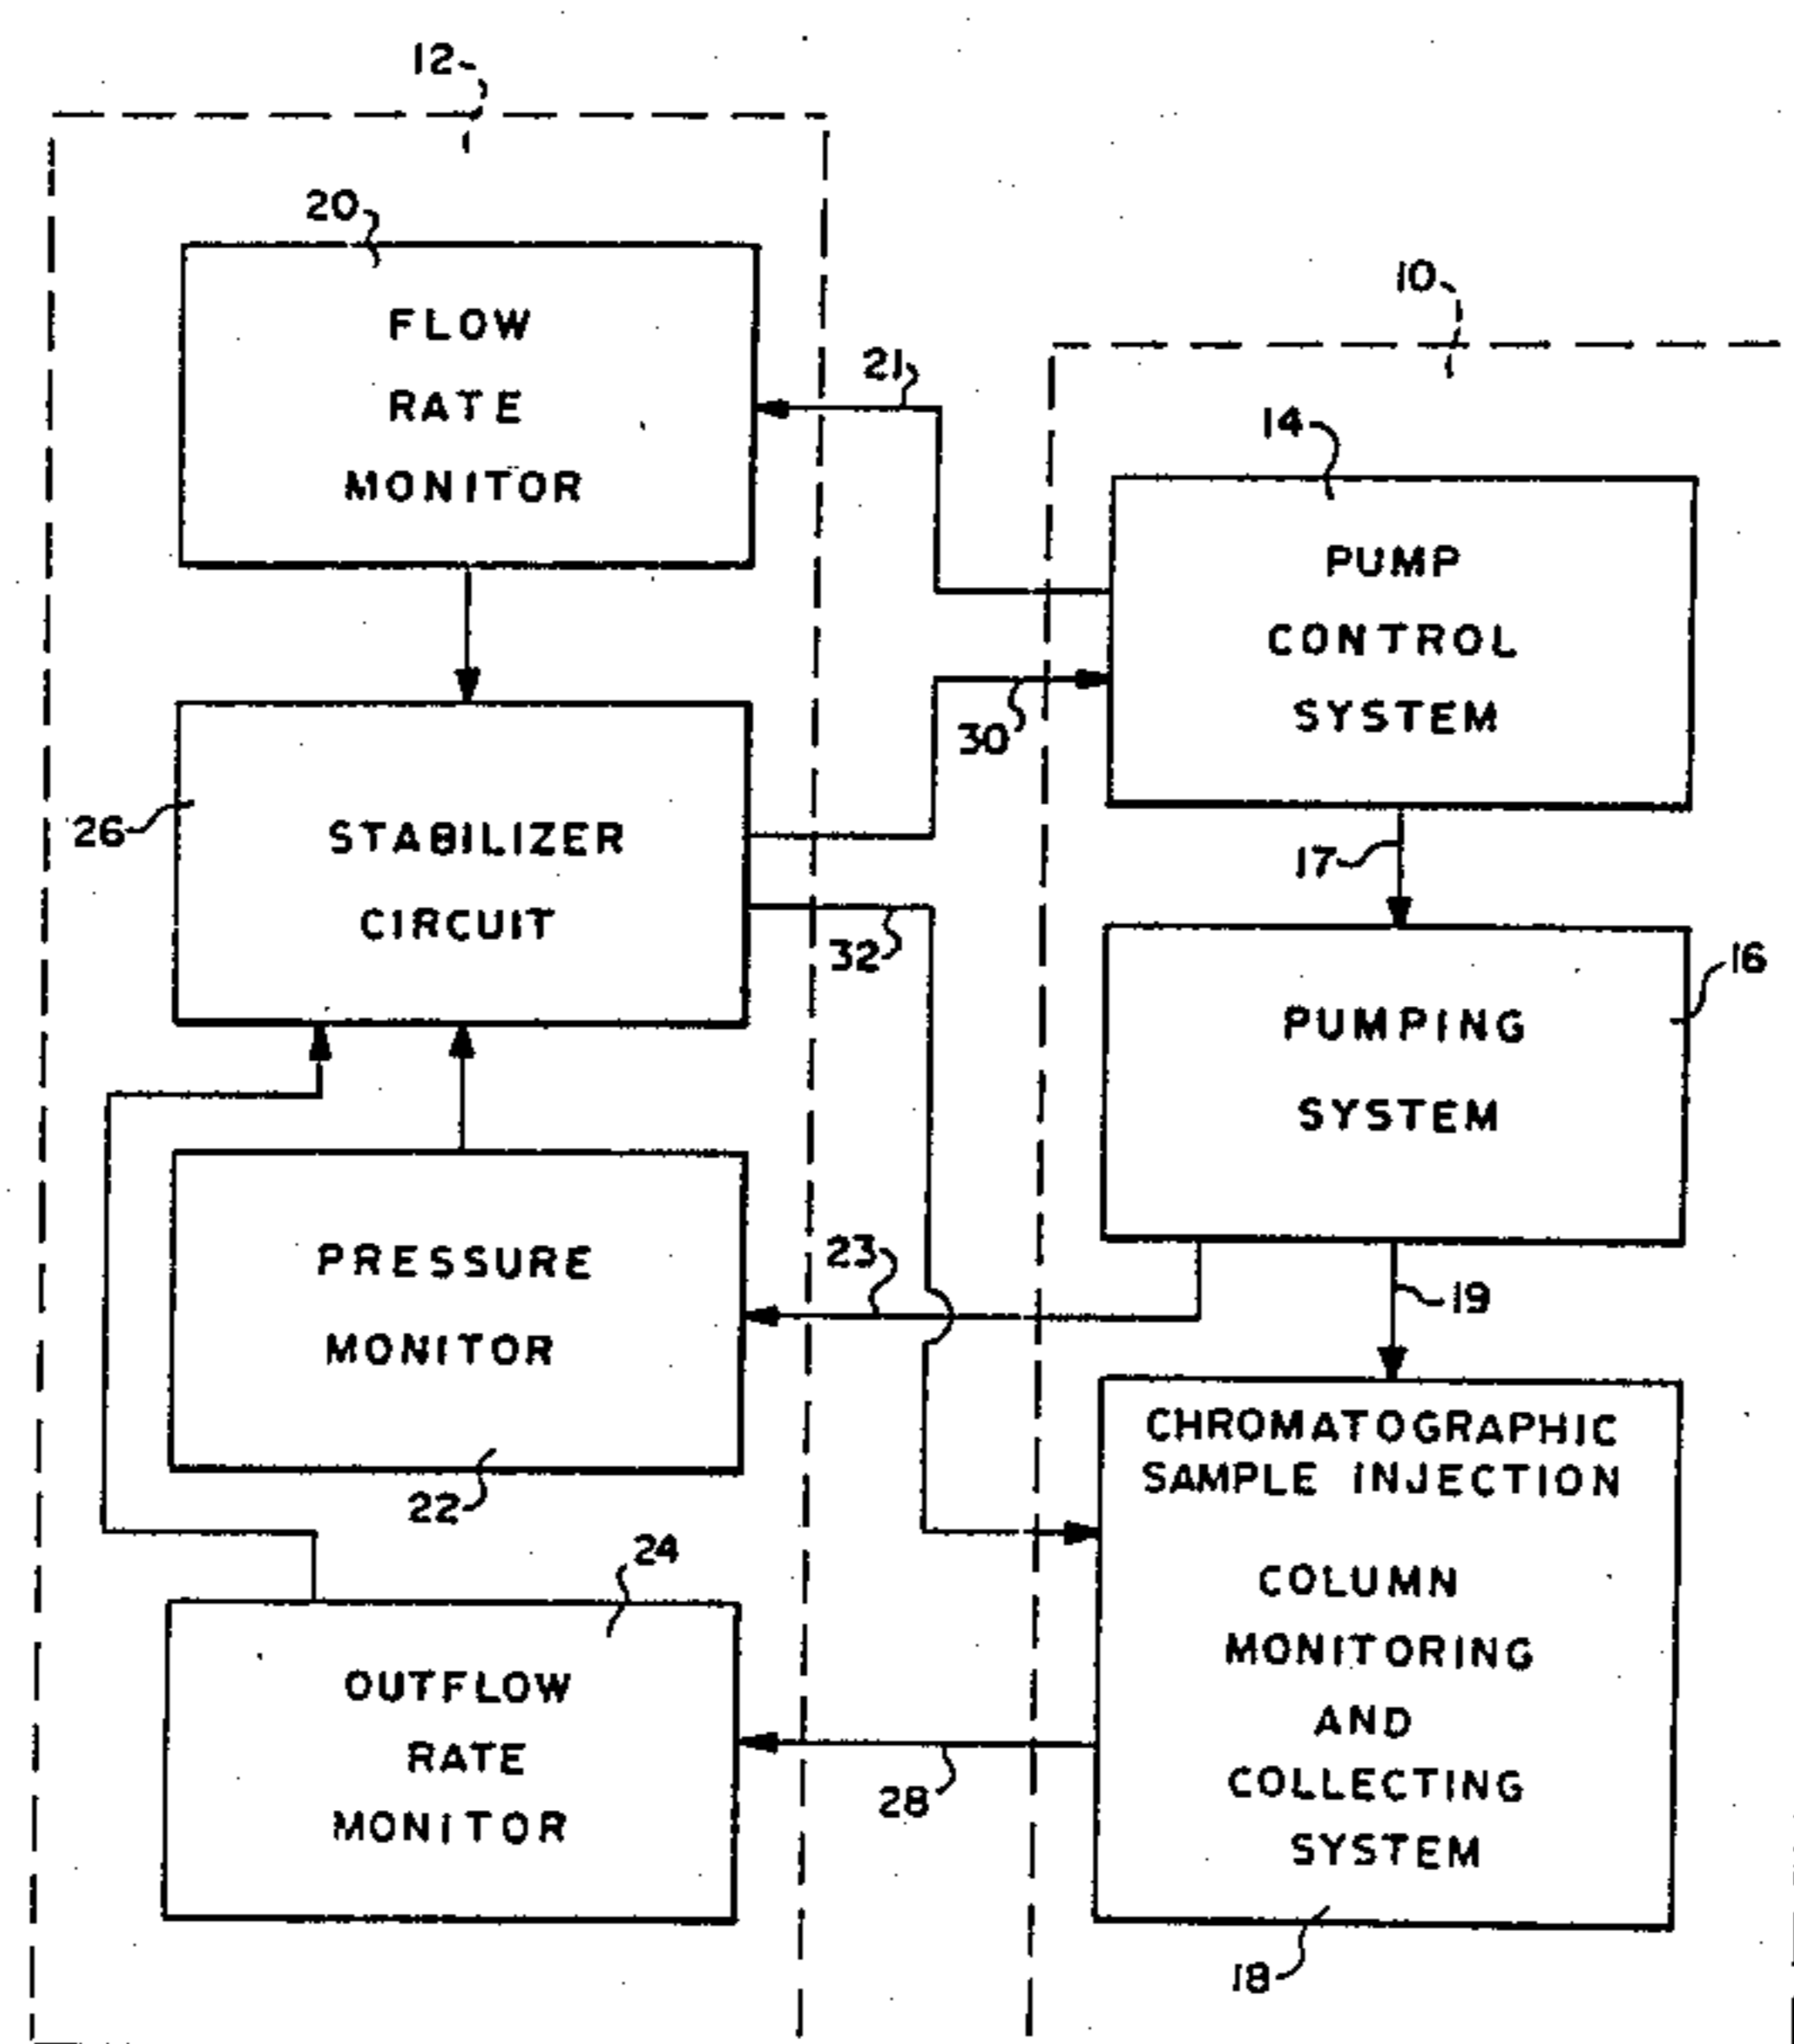 12
20
FLOW
RATE
MONITOR
21
10
14
PUMP
CONTROL
SYSTEM
30
26
STABILIZER
CIRCUIT
32
17
16
PUMPING
SYSTEM
PRESSURE
MONITOR
22
23
19
CHROMATOGRAPHIC
SAMPLE INJECTION
COLUMN
MONITORING
AND
COLLECTING
SYSTEM
18
24
OUTFLOW
RATE
MONITOR
28